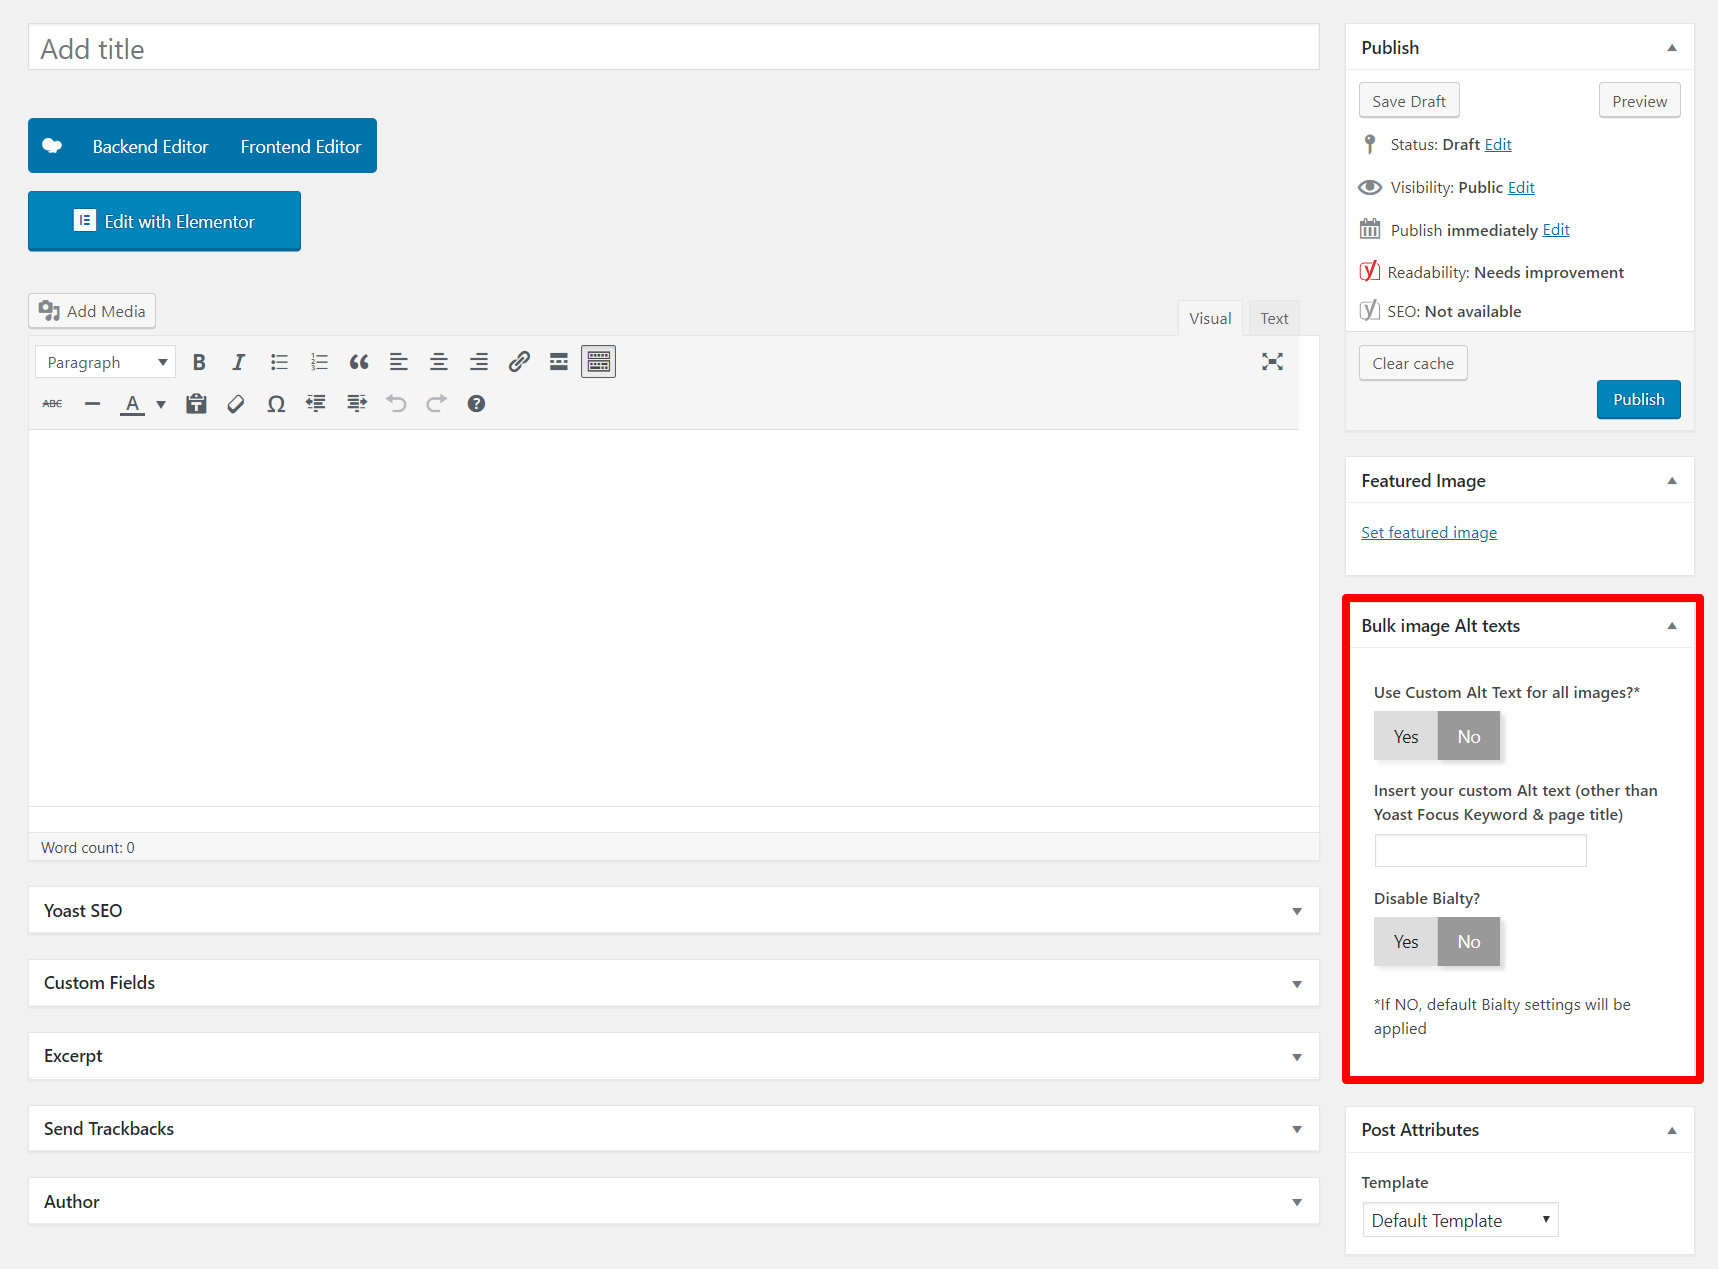 Add title
Backend Editor Frontend Editor
Edit with Elementor
Add Media
Visual Text
Paragraph
B I
ABC A Ω ?
Word count: 0
Yoast SEO
Custom Fields
Excerpt
Send Trackbacks
Author
Publish
Save Draft Preview
Status: Draft Edit
Visibility: Public Edit
Publish immediately Edit
Readability: Needs improvement
SEO: Not available
Clear cache
Publish
Featured Image
Set featured image
Bulk image Alt texts
Use Custom Alt Text for all images?*
Yes No
Insert your custom Alt text (other than
Yoast Focus Keyword & page title)
Disable Bialty?
Yes No
*If NO, default Bialty settings will be
applied
Post Attributes
Template
Default Template